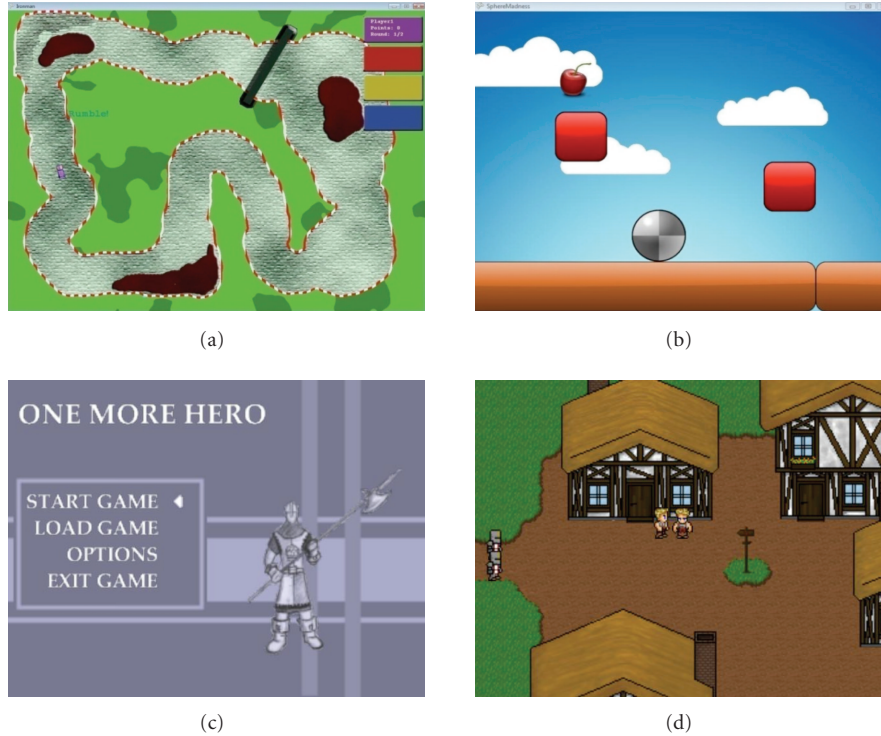 Player1
Points: 0
Round: 1/3
Rumble!
SphereMadness
(a)
(b)
ONE MORE HERO
START GAME
LOAD GAME
OPTIONS
EXIT GAME
(c)
(d)